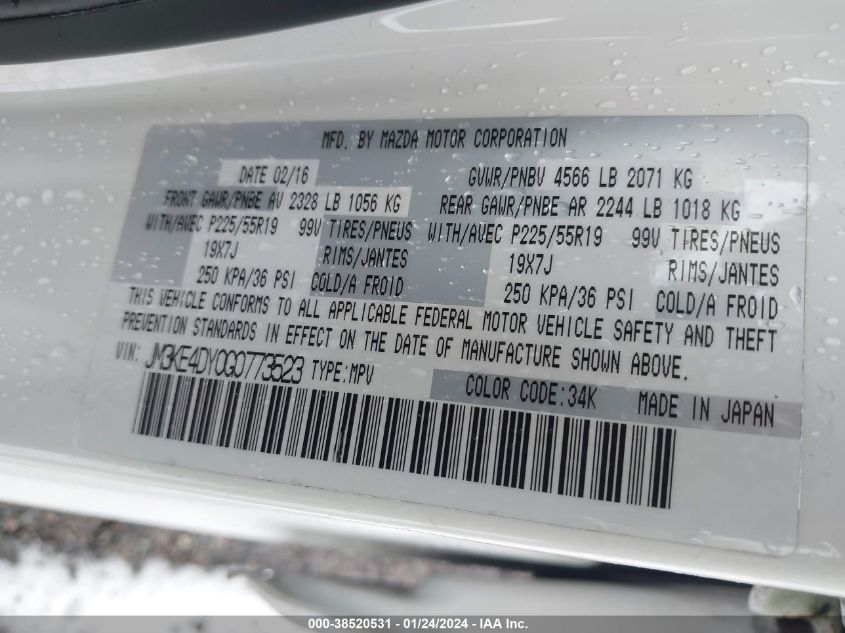 MFD. BY MAZDA MOTOR CORPORATION
DATE 02/16 GVWR/PNBV 4566 LB 2071 KG
FRONT GAWR/PNBE AV 2328 LB 1056 KG REAR GAWR/PNBE AR 2244 LB 1018 KG
WITH/AVEC P225/55R19 99V TIRES/PNEUS WITH/AVEC P225/55R19 99V TIRES/PNEUS
19X7J RIMS/JANTES 19X7J RIMS/JANTES
250 KPA/36 PSI COLD/A FROID 250 KPA/36 PSI COLD/A FROID
THIS VEHICLE CONFORMS TO ALL APPLICABLE FEDERAL MOTOR VEHICLE SAFETY AND THEFT
PREVENTION STANDARDS IN EFFECT ON THE DATE OF MANUFACTURE SHOWN ABOVE.
VIN: JM3KE4DY0G0773523 TYPE:MPV
COLOR CODE:34K MADE IN JAPAN
000-38520531 - 01/24/2024 - IAA Inc.